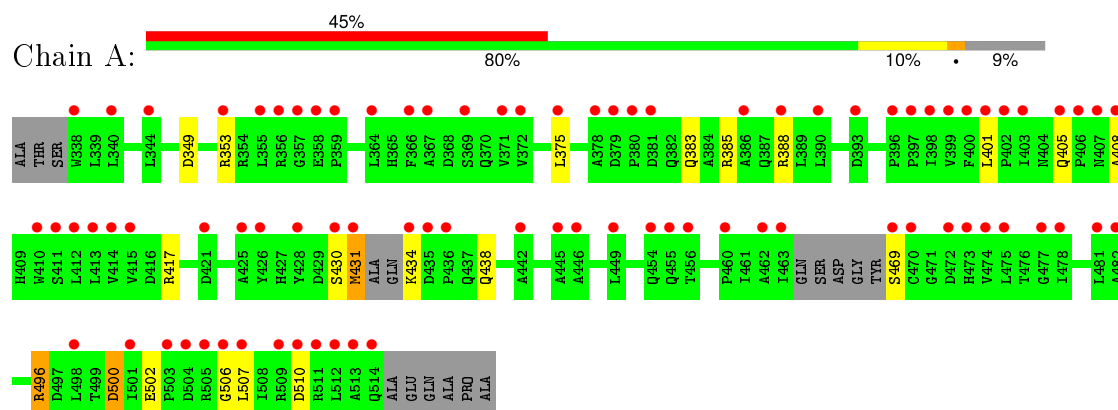 45%
Chain A:
80% 10% • 9%
ALA THR SER W338 L339 L340 L344 D349 R353 R354 L355 R356 G357 E358 P359 L364 H365 F366 A367 D368 S369 Q370 V371 V372 L375 A378 D379 P380 D381 Q382 Q383 A384 R385 A386 Q387 R388 L389 L390 D393 P396 P397 I398 V399 F400 L401 P402 I403 N404 Q405 P406 N407 A408
H409 W410 S411 L412 L413 V414 V415 D416 R417 D421 A425 Y426 H427 Y428 D429 S430 M431 ALA GLN K434 D435 P436 Q437 Q438 A442 A445 A446 L449 Q454 Q455 T456 P460 I461 A462 I463 GLN SER ASP GLY TYR S469 C470 G471 D472 H473 V474 L475 T476 G477 I478 L481 A482
R496 D497 L498 T499 D500 I501 E502 P503 D504 R505 G506 L507 I508 R509 D510 R511 L512 A513 Q514 ALA GLU GLN ALA PRO ALA